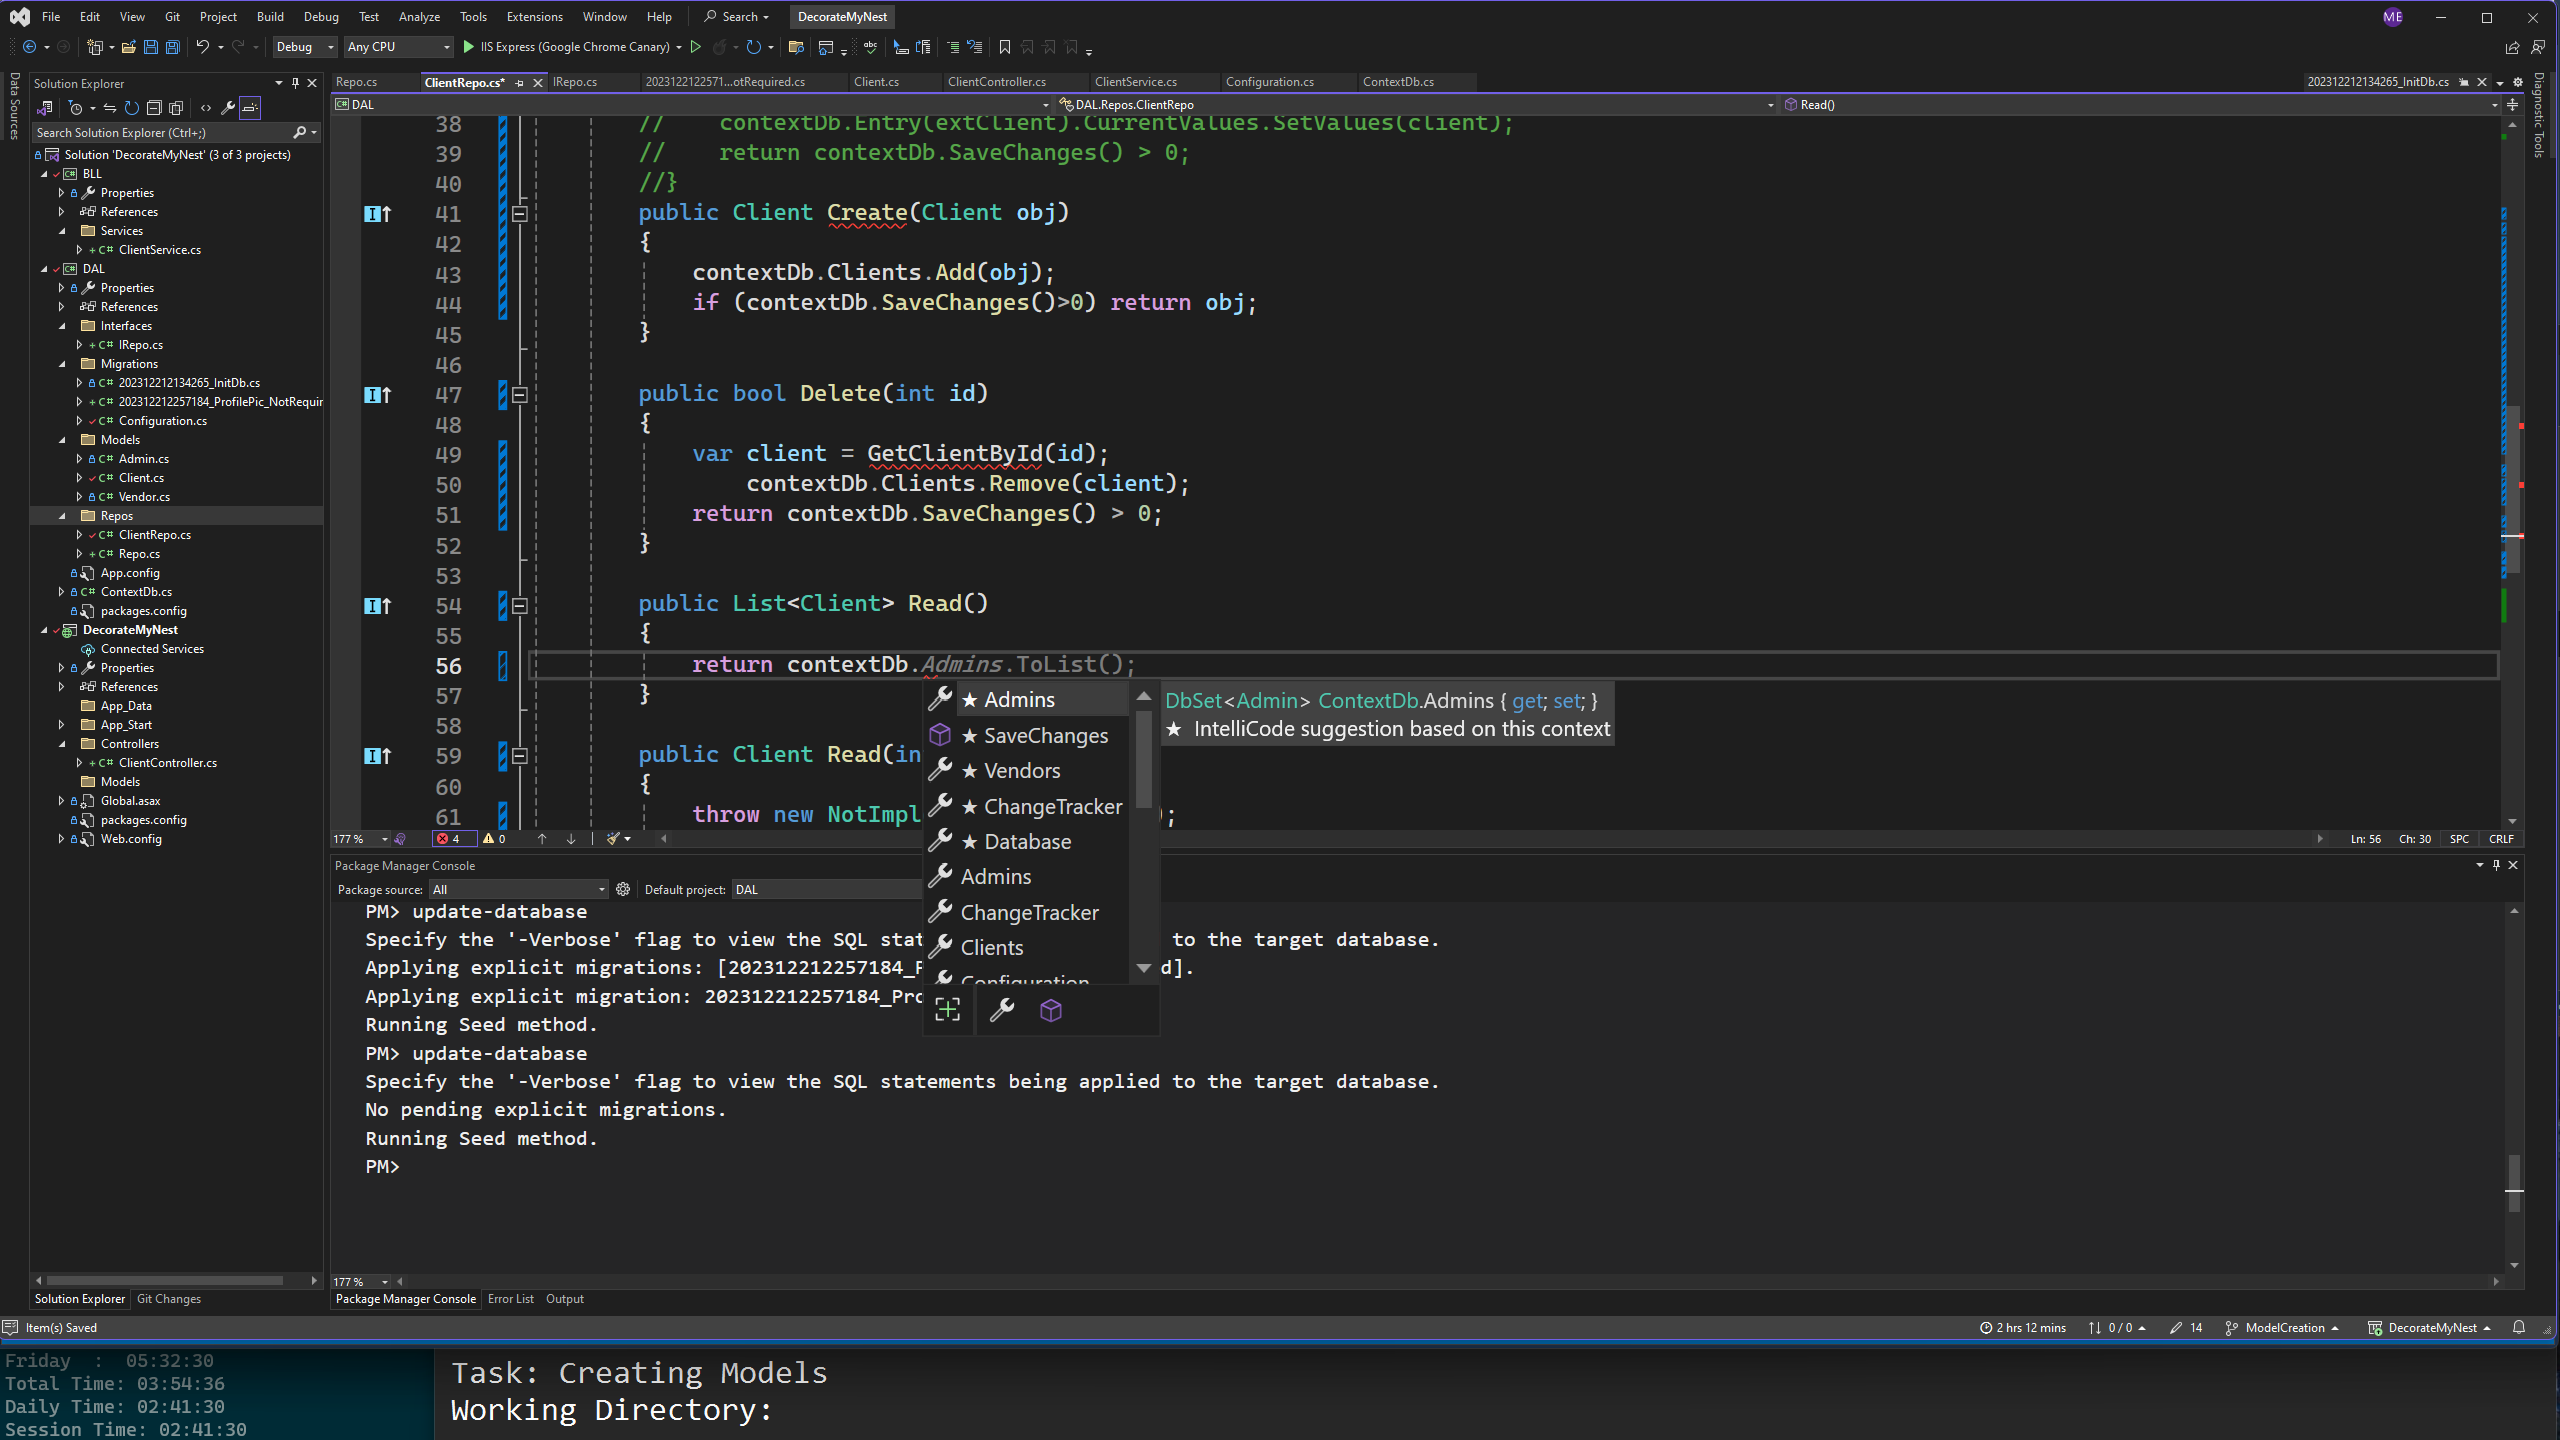 File Edit View Git Project Build Debug Test Analyze Tools Extensions Window Help Search DecorateMyNest ME
Debug Any CPU IIS Express (Google Chrome Canary)
Data Sources
Solution Explorer
Search Solution Explorer (Ctrl+;)
Solution 'DecorateMyNest' (3 of 3 projects)
BLL
Properties
References
Services
ClientService.cs
DAL
Properties
References
Interfaces
IRepo.cs
Migrations
202312212134265_InitDb.cs
202312212257184_ProfilePic_NotRequir
Configuration.cs
Models
Admin.cs
Client.cs
Vendor.cs
Repos
ClientRepo.cs
Repo.cs
App.config
ContextDb.cs
packages.config
DecorateMyNest
Connected Services
Properties
References
App_Data
App_Start
Controllers
ClientController.cs
Models
Global.asax
packages.config
Web.config
Solution Explorer Git Changes
Repo.cs ClientRepo.cs* IRepo.cs 2023122122571...otRequired.cs Client.cs ClientController.cs ClientService.cs Configuration.cs ContextDb.cs 202312212134265_InitDb.cs
DAL DAL.Repos.ClientRepo Read()
38 // contextDb.Entry(extClient).CurrentValues.SetValues(client);
39 // return contextDb.SaveChanges() > 0;
40 //}
41 public Client Create(Client obj)
42 {
43 contextDb.Clients.Add(obj);
44 if (contextDb.SaveChanges()>0) return obj;
45 }
46
47 public bool Delete(int id)
48 {
49 var client = GetClientById(id);
50 contextDb.Clients.Remove(client);
51 return contextDb.SaveChanges() > 0;
52 }
53
54 public List<Client> Read()
55 {
56 return contextDb.Admins.ToList();
57 }
58
59 public Client Read(in
60 {
61 throw new NotImpl );
Admins
SaveChanges
Vendors
ChangeTracker
Database
Admins
ChangeTracker
Clients
Configuration
DbSet<Admin> ContextDb.Admins { get; set; }
★ IntelliCode suggestion based on this context
177 % 4 0 Ln: 56 Ch: 30 SPC CRLF
Diagnostic Tools
Package Manager Console
Package source: All Default project: DAL
PM> update-database
Specify the '-Verbose' flag to view the SQL stat to the target database.
Applying explicit migrations: [202312212257184_P d].
Applying explicit migration: 202312212257184_Pro
Running Seed method.
PM> update-database
Specify the '-Verbose' flag to view the SQL statements being applied to the target database.
No pending explicit migrations.
Running Seed method.
PM>
177 %
Package Manager Console Error List Output
Item(s) Saved 2 hrs 12 mins 0 / 0 14 ModelCreation DecorateMyNest
Friday : 05:32:30
Total Time: 03:54:36
Daily Time: 02:41:30
Session Time: 02:41:30
Task: Creating Models
Working Directory: